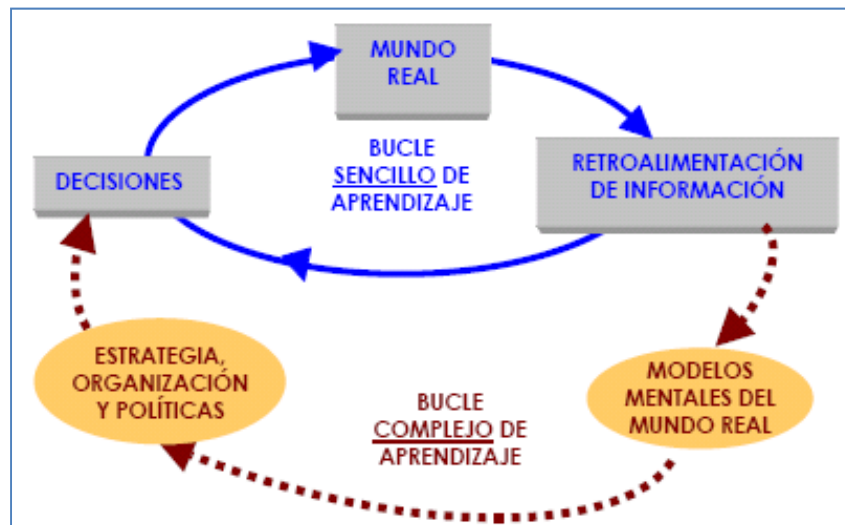 MUNDO
REAL
BUCLE
SENCILLO DE
APRENDIZAJE
DECISIONES
RETROALIMENTACIÓN
DE INFORMACIÓN
ESTRATEGIA,
ORGANIZACIÓN
Y POLÍTICAS
BUCLE
COMPLEJO DE
APRENDIZAJE
MODELOS
MENTALES DEL
MUNDO REAL